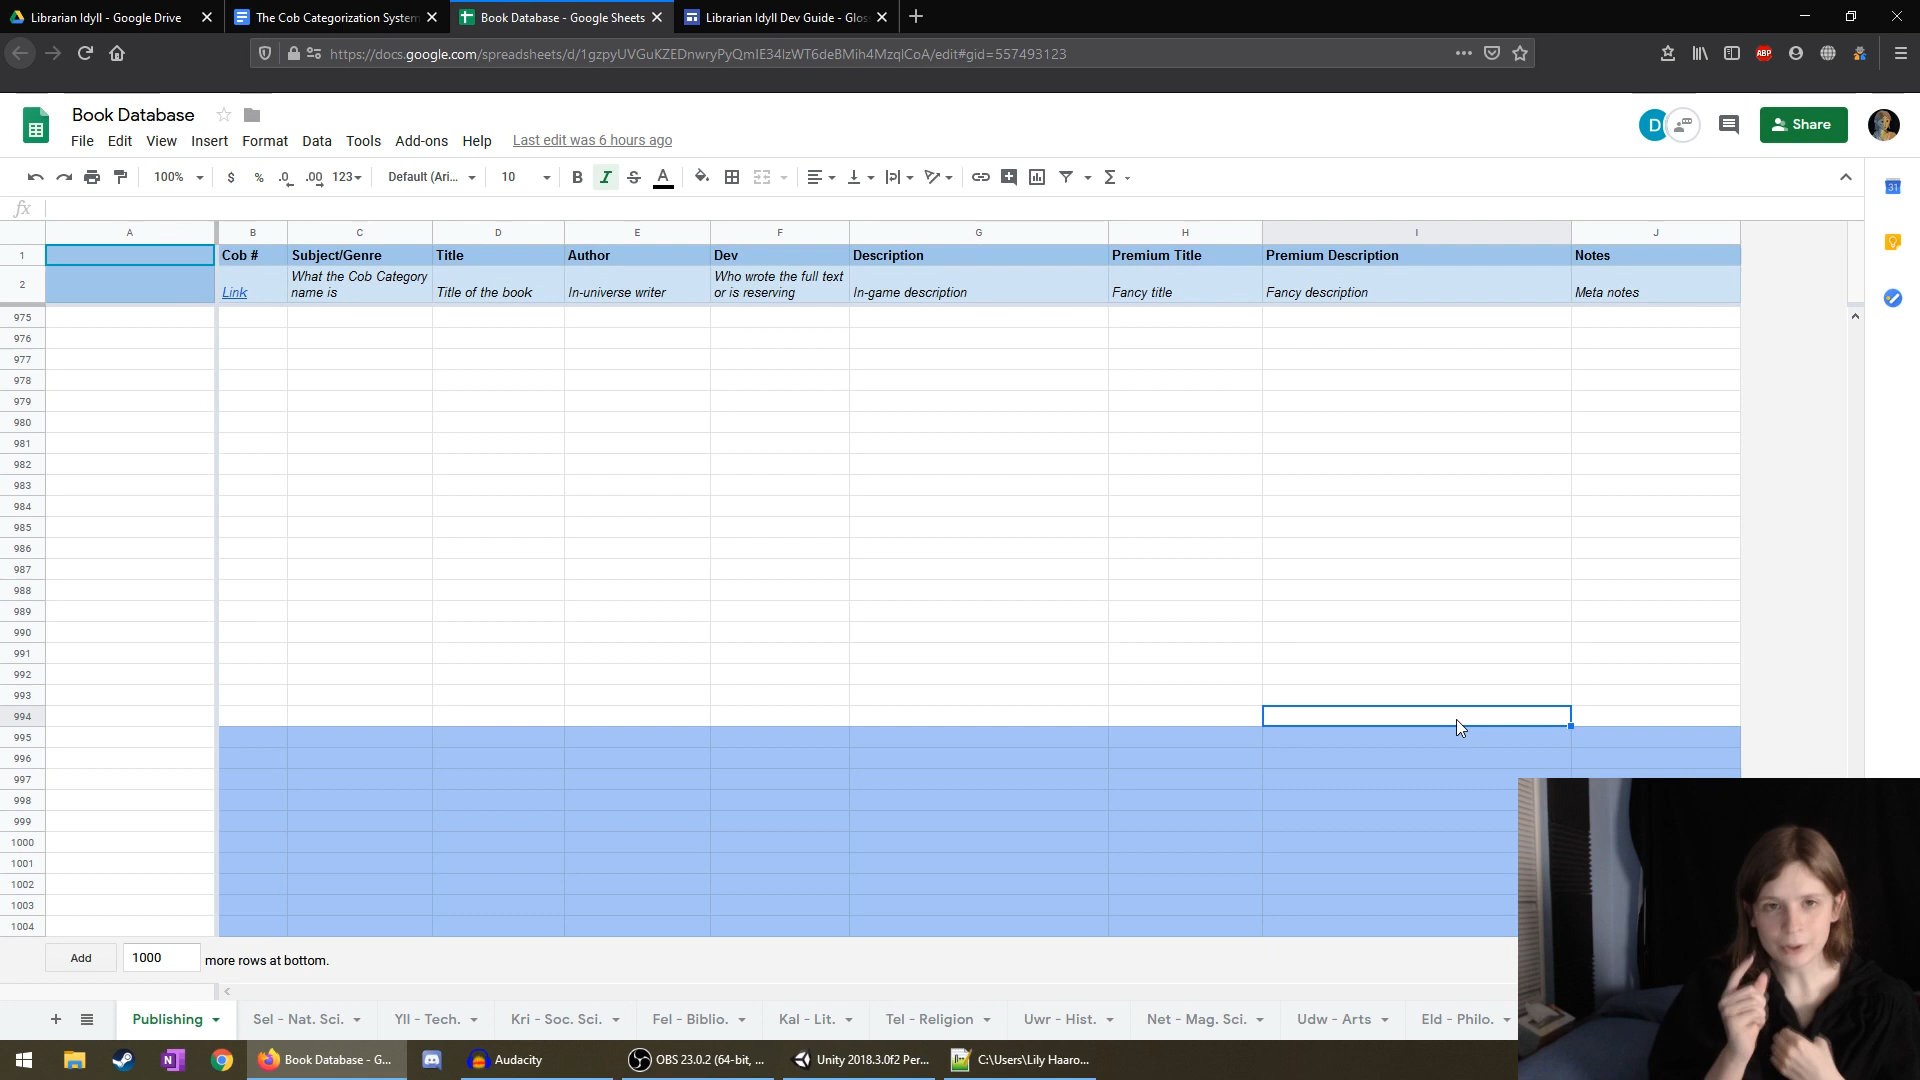 Librarian Idyll - Google Drive
The Cob Categorization System
Book Database - Google Sheets
Librarian Idyll Dev Guide - Glos
https://docs.google.com/spreadsheets/d/1gzpyUVGuKZEDnwryPyQmIE34lzWT6deBMih4MzqlCoA/edit#gid=557493123
ABP
Book Database
File Edit View Insert Format Data Tools Add-ons Help Last edit was 6 hours ago
D
Share
100% $ % .0 .00 123 Default (Ari... 10 B I S A Σ
31
fx
A B C D E F G H I J
1 Cob # Subject/Genre Title Author Dev Description Premium Title Premium Description Notes
2 Link What the Cob Category name is Title of the book In-universe writer Who wrote the full text or is reserving In-game description Fancy title Fancy description Meta notes
975
976
977
978
979
980
981
982
983
984
985
986
987
988
989
990
991
992
993
994
995
996
997
998
999
1000
1001
1002
1003
1004
Add 1000 more rows at bottom.
Publishing Sel - Nat. Sci. Yll - Tech. Kri - Soc. Sci. Fel - Biblio. Kal - Lit. Tel - Religion Uwr - Hist. Net - Mag. Sci. Udw - Arts Eld - Philo.
Book Database - G... Audacity OBS 23.0.2 (64-bit, ... Unity 2018.3.0f2 Per... C:\Users\Lily Haaro...